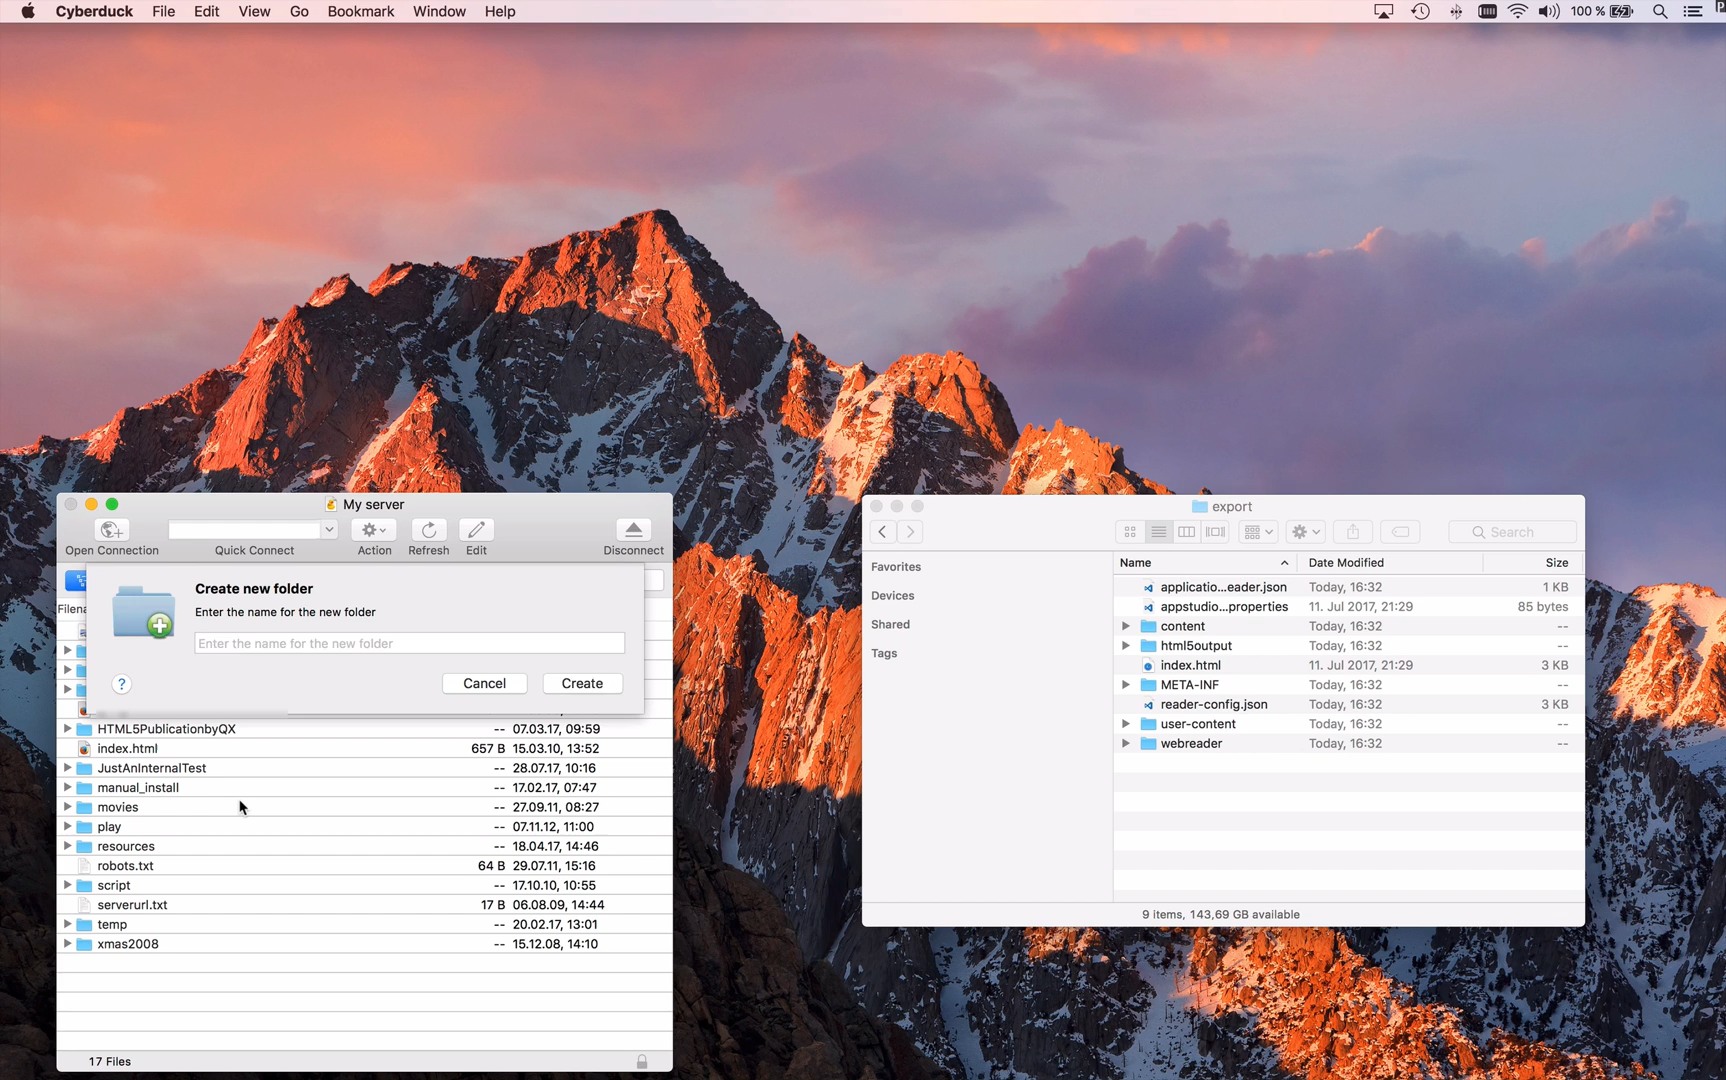 Cyberduck File Edit View Go Bookmark Window Help 100 %
My server
Open Connection Quick Connect Action Refresh Edit Disconnect
Create new folder
Enter the name for the new folder
Enter the name for the new folder
? Cancel Create
Filena
HTML5PublicationbyQX -- 07.03.17, 09:59
index.html 657 B 15.03.10, 13:52
JustAnInternalTest -- 28.07.17, 10:16
manual_install -- 17.02.17, 07:47
movies -- 27.09.11, 08:27
play -- 07.11.12, 11:00
resources -- 18.04.17, 14:46
robots.txt 64 B 29.07.11, 15:16
script -- 17.10.10, 10:55
serverurl.txt 17 B 06.08.09, 14:44
temp -- 20.02.17, 13:01
xmas2008 -- 15.12.08, 14:10
17 Files
export
Search
Favorites
Devices
Shared
Tags
Name Date Modified Size
applicatio...eader.json Today, 16:32 1 KB
appstudio...properties 11. Jul 2017, 21:29 85 bytes
content Today, 16:32 --
html5output Today, 16:32 --
index.html 11. Jul 2017, 21:29 3 KB
META-INF Today, 16:32 --
reader-config.json Today, 16:32 3 KB
user-content Today, 16:32 --
webreader Today, 16:32 --
9 items, 143,69 GB available